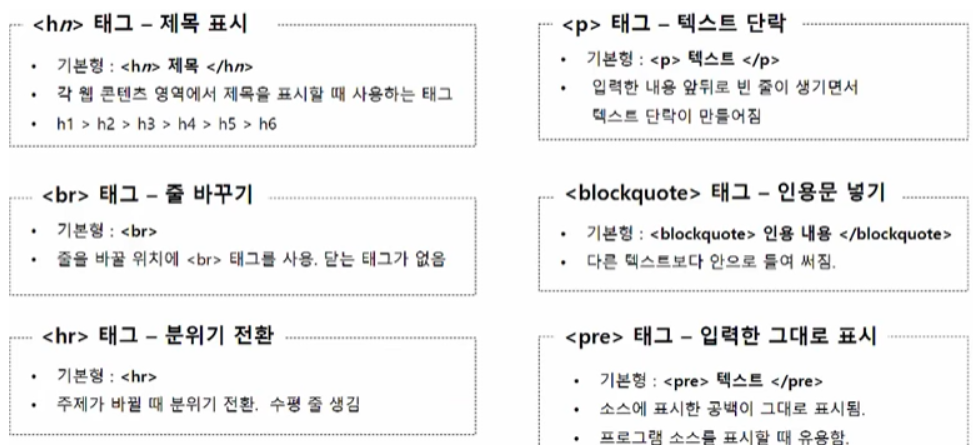 <hn> 태그 – 제목 표시
• 기본형 : <hn> 제목 </hn>
• 각 웹 콘텐츠 영역에서 제목을 표시할 때 사용하는 태그
• h1 > h2 > h3 > h4 > h5 > h6
<p> 태그 – 텍스트 단락
• 기본형 : <p> 텍스트 </p>
• 입력한 내용 앞뒤로 빈 줄이 생기면서
텍스트 단락이 만들어짐
<br> 태그 – 줄 바꾸기
• 기본형 : <br>
• 줄을 바꿀 위치에 <br> 태그를 사용. 닫는 태그가 없음
<blockquote> 태그 – 인용문 넣기
• 기본형 : <blockquote> 인용 내용 </blockquote>
• 다른 텍스트보다 안으로 들여 써짐.
<hr> 태그 – 분위기 전환
• 기본형 : <hr>
• 주제가 바뀔 때 분위기 전환. 수평 줄 생김
<pre> 태그 – 입력한 그대로 표시
• 기본형 : <pre> 텍스트 </pre>
• 소스에 표시한 공백이 그대로 표시됨.
• 프로그램 소스를 표시할 때 유용함.